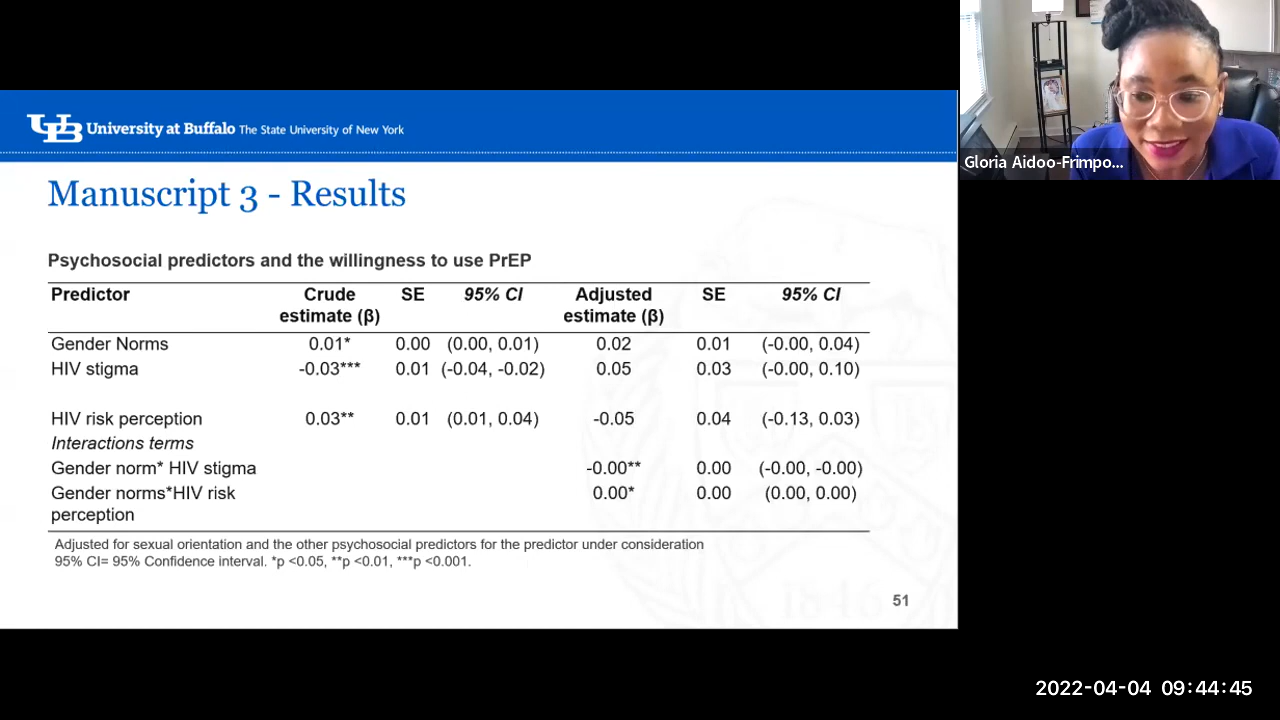 University at Buffalo The State University of New York
Gloria Aidoo-Frimpo...
Manuscript 3 - Results
Psychosocial predictors and the willingness to use PrEP
Predictor Crude estimate (β) SE 95% CI Adjusted estimate (β) SE 95% CI
Gender Norms 0.01* 0.00 (0.00, 0.01) 0.02 0.01 (-0.00, 0.04)
HIV stigma -0.03*** 0.01 (-0.04, -0.02) 0.05 0.03 (-0.00, 0.10)
HIV risk perception 0.03** 0.01 (0.01, 0.04) -0.05 0.04 (-0.13, 0.03)
Interactions terms
Gender norm* HIV stigma -0.00** 0.00 (-0.00, -0.00)
Gender norms*HIV risk perception 0.00* 0.00 (0.00, 0.00)
Adjusted for sexual orientation and the other psychosocial predictors for the predictor under consideration
95% CI= 95% Confidence interval. *p <0.05, **p <0.01, ***p <0.001.
1846
51
2022-04-04 09:44:45